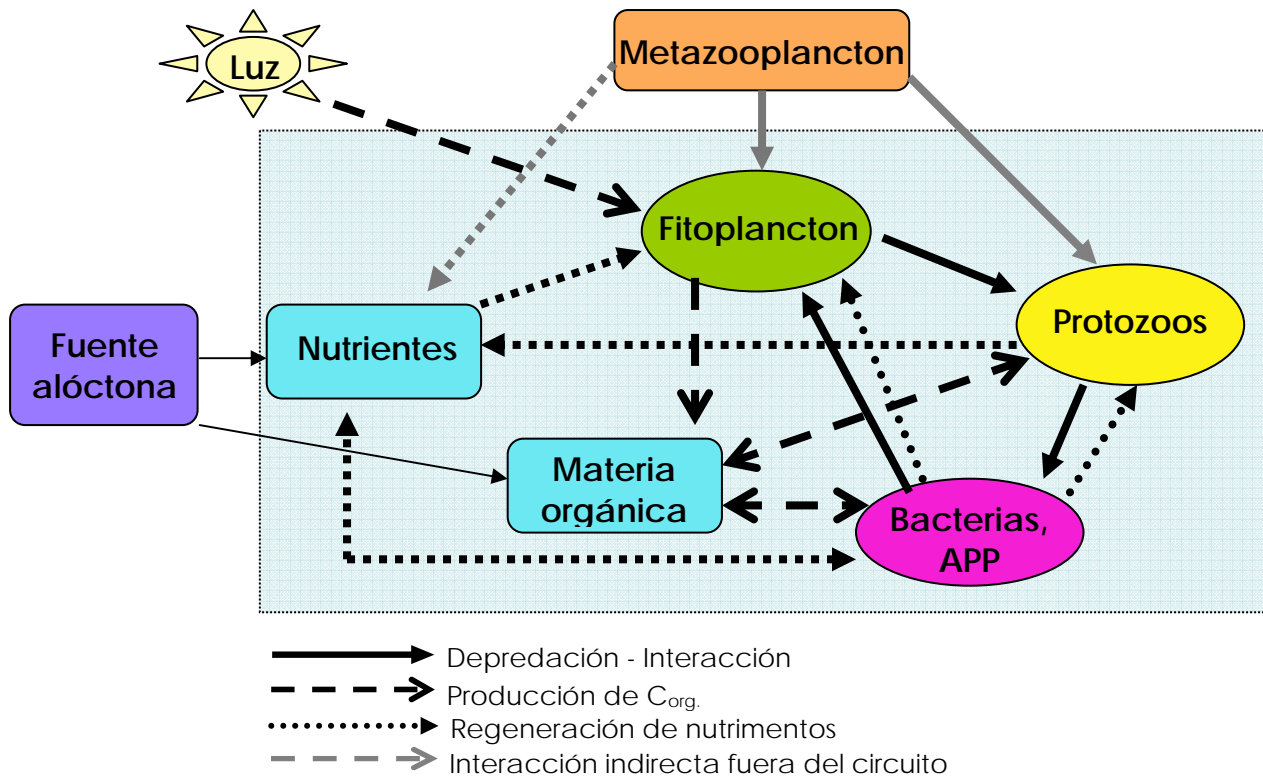 Luz
Metazooplancton
Fitoplancton
Fuente
alóctona
Nutrientes
Protozoos
Materia
orgánica
Bacterias,
APP
Depredación - Interacción
Producción de Corg.
Regeneración de nutrimentos
Interacción indirecta fuera del circuito